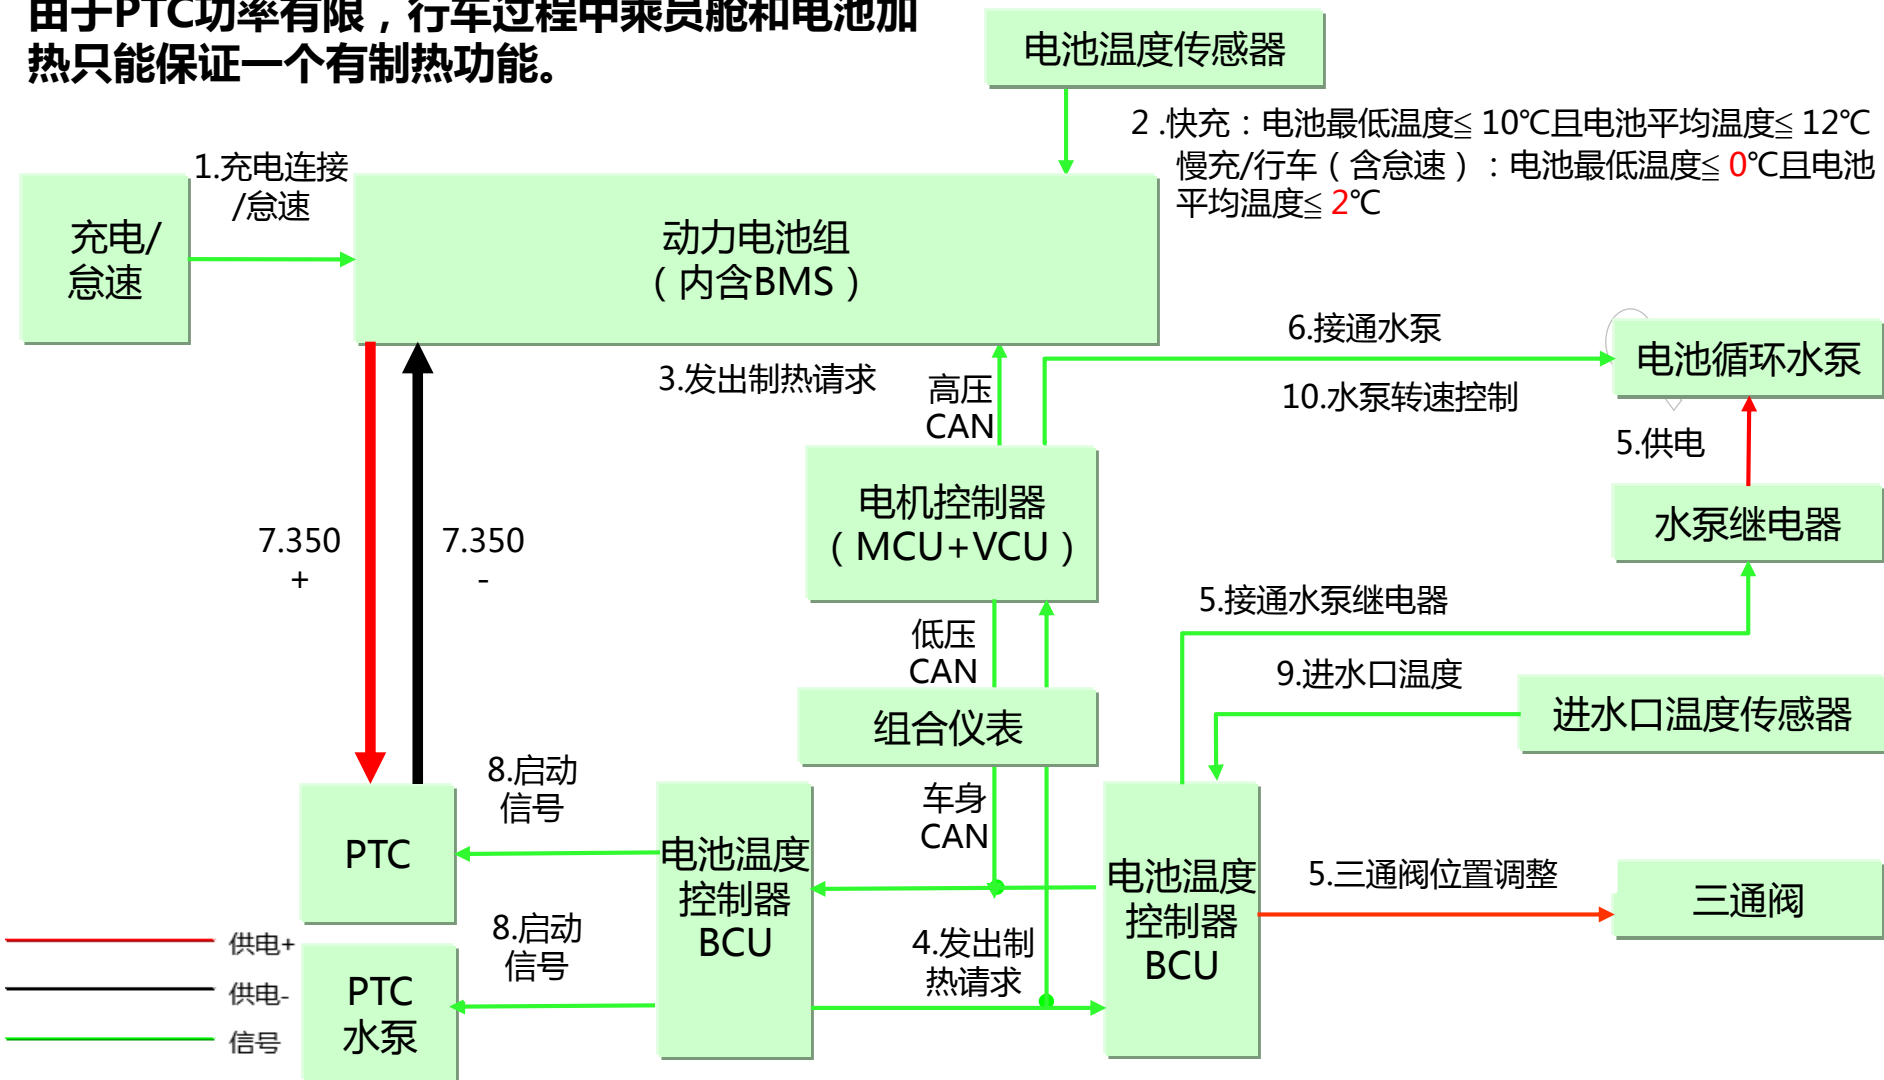 由于PTC功率有限，行车过程中乘员舱和电池加
热只能保证一个有制热功能。
电池温度传感器
2 .快充：电池最低温度≦ 10℃且电池平均温度≦ 12℃
慢充/行车（含怠速）：电池最低温度≦ 0℃且电池
平均温度≦ 2℃
1.充电连接
/怠速
充电/
怠速
动力电池组
（内含BMS）
3.发出制热请求
高压
CAN
6.接通水泵
10.水泵转速控制
电池循环水泵
5.供电
水泵继电器
电机控制器
（MCU+VCU）
7.350
+
7.350
-
低压
CAN
5.接通水泵继电器
9.进水口温度
进水口温度传感器
组合仪表
8.启动
信号
车身
CAN
PTC
电池温度
控制器
BCU
电池温度
控制器
BCU
5.三通阀位置调整
三通阀
8.启动
信号
4.发出制
热请求
PTC
水泵
供电+
供电-
信号